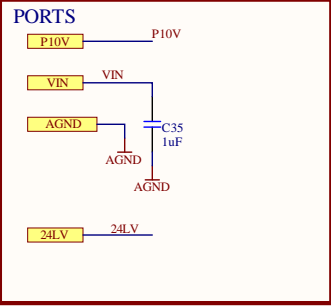 PORTS
P10V P10V
VIN VIN
AGND
C35
1uF
AGND
AGND
24LV 24LV